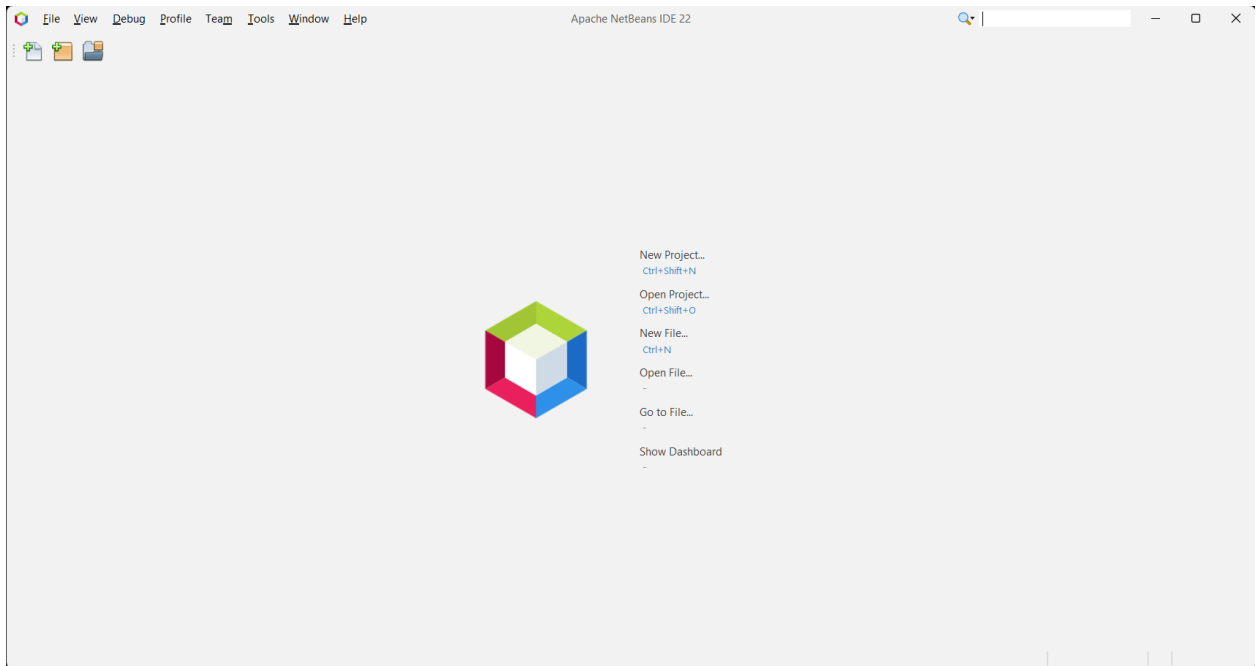 File View Debug Profile Team Tools Window Help Apache NetBeans IDE 22
New Project...
Ctrl+Shift+N
Open Project...
Ctrl+Shift+O
New File...
Ctrl+N
Open File...
-
Go to File...
-
Show Dashboard
-